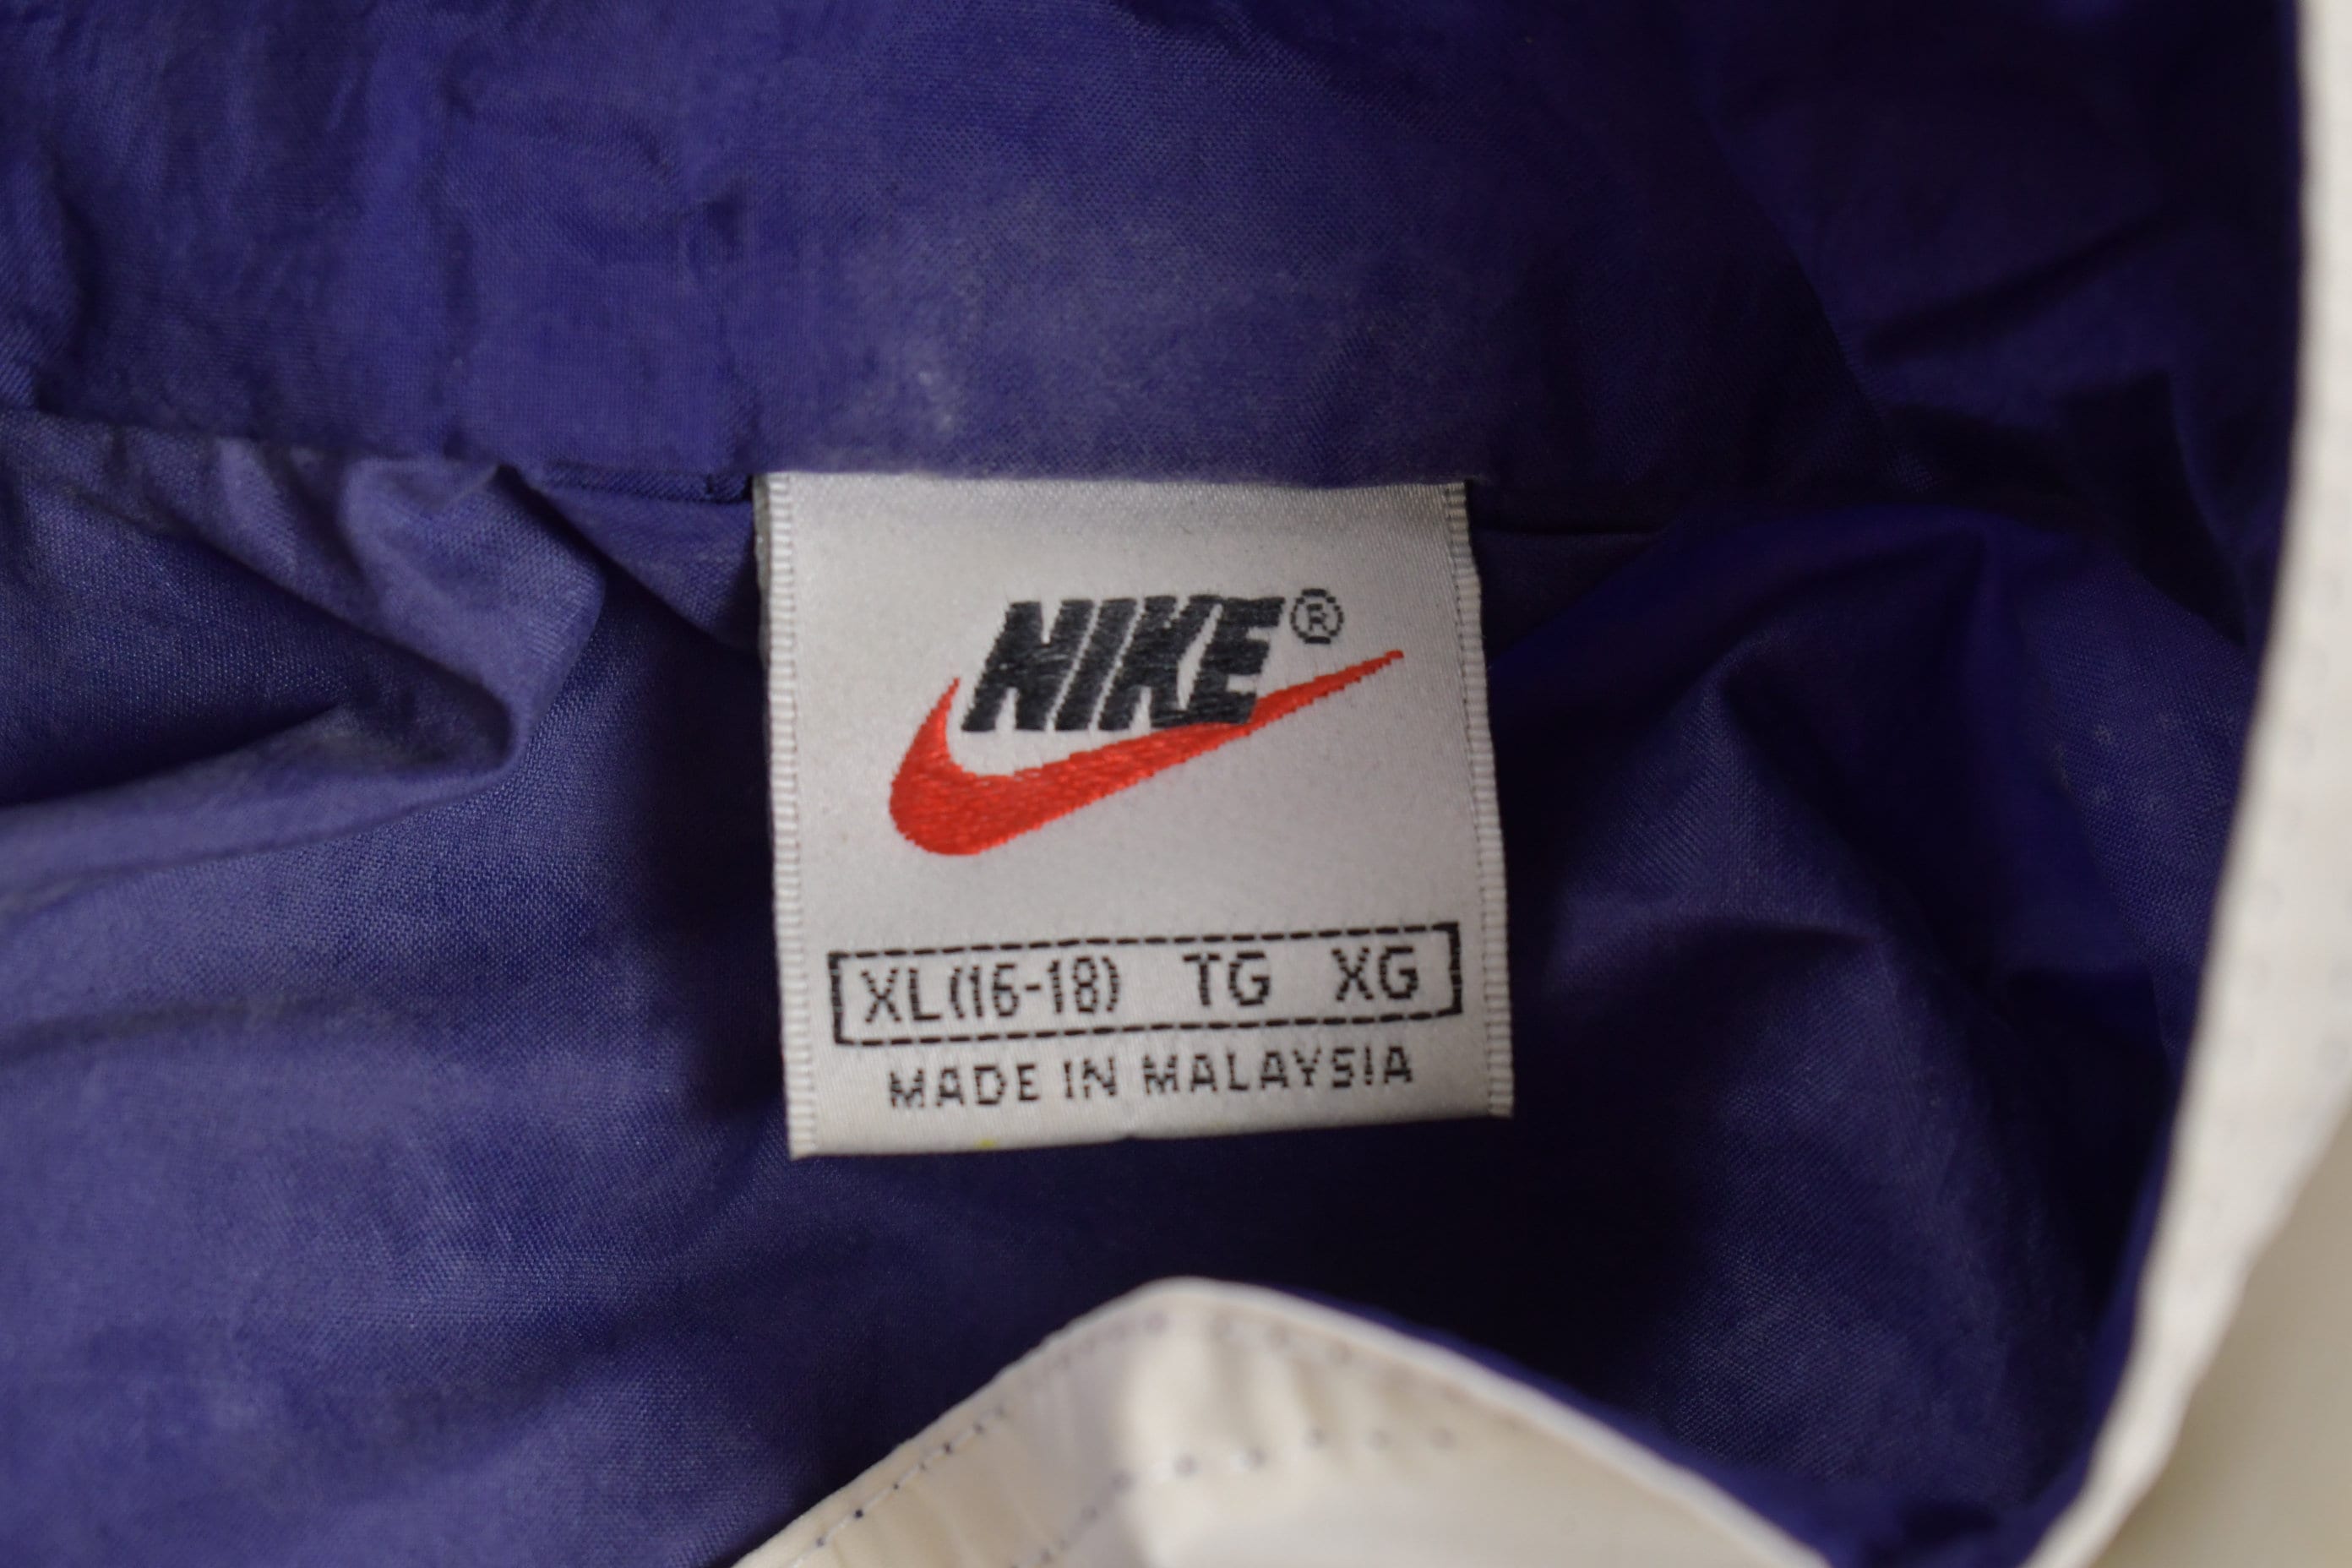 NIKE®
XL(16-18) TG XG
MADE IN MALAYSIA